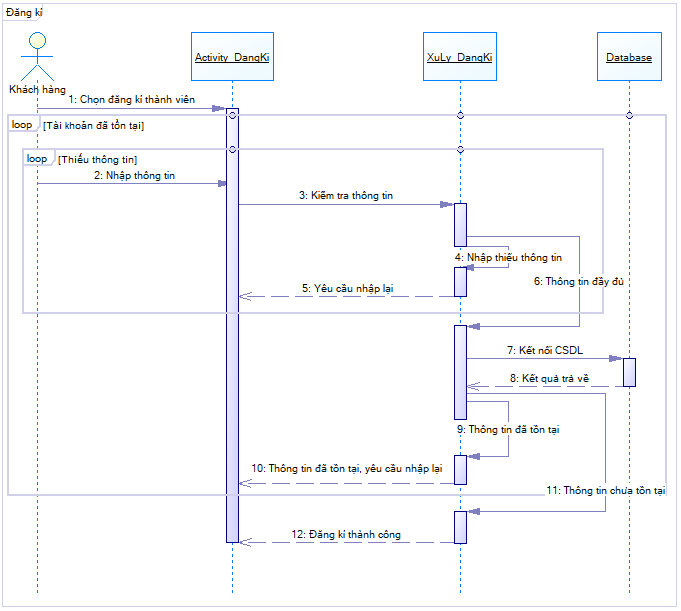 Đăng kí
Khách hàng
Activity_DangKi
XuLy_DangKi
Database
1: Chọn đăng kí thành viên
loop
[Tài khoản đã tồn tại]
loop
[Thiếu thông tin]
2: Nhập thông tin
3: Kiểm tra thông tin
4: Nhập thiếu thông tin
6: Thông tin đầy đủ
5: Yêu cầu nhập lại
7: Kết nối CSDL
8: Kết quả trả về
9: Thông tin đã tồn tại
10: Thông tin đã tồn tại, yêu cầu nhập lại
11: Thông tin chưa tồn tại
12: Đăng kí thành công